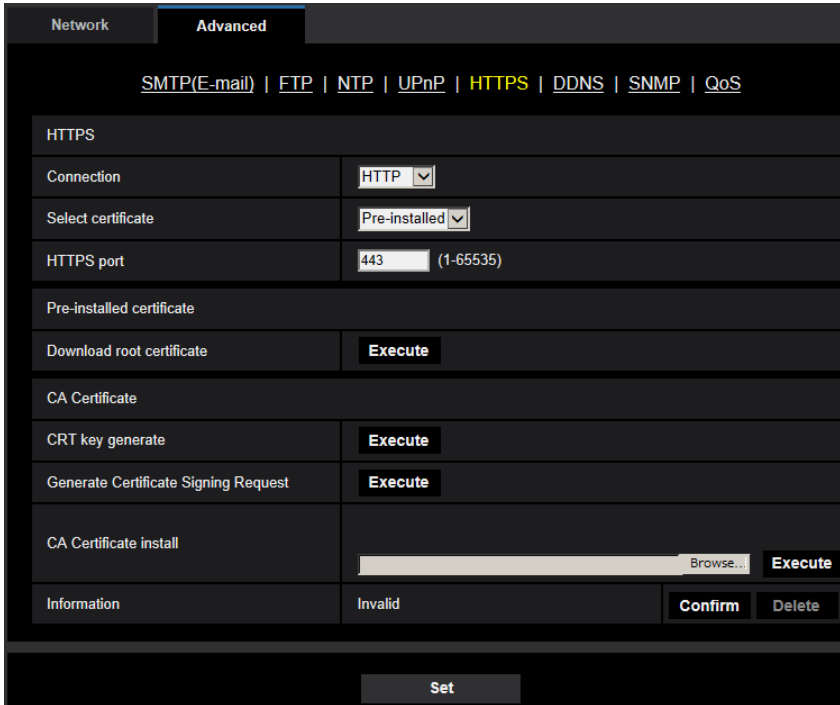 Network Advanced
SMTP(E-mail) | FTP | NTP | UPnP | HTTPS | DDNS | SNMP | QoS
HTTPS
Connection HTTP
Select certificate Pre-installed
HTTPS port 443 (1-65535)
Pre-installed certificate
Download root certificate Execute
CA Certificate
CRT key generate Execute
Generate Certificate Signing Request Execute
CA Certificate install Browse... Execute
Information Invalid Confirm Delete
Set